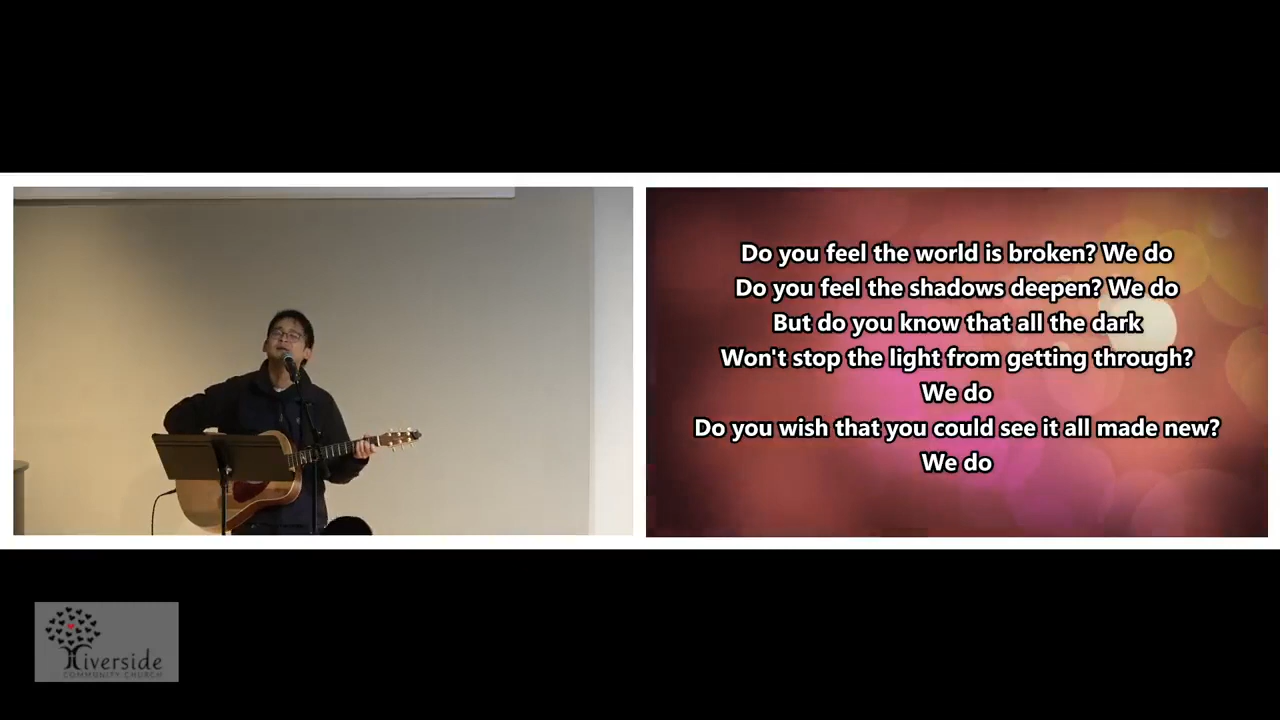 Do you feel the world is broken? We do
Do you feel the shadows deepen? We do
But do you know that all the dark
Won't stop the light from getting through?
We do
Do you wish that you could see it all made new?
We do
Riverside
COMMUNITY CHURCH